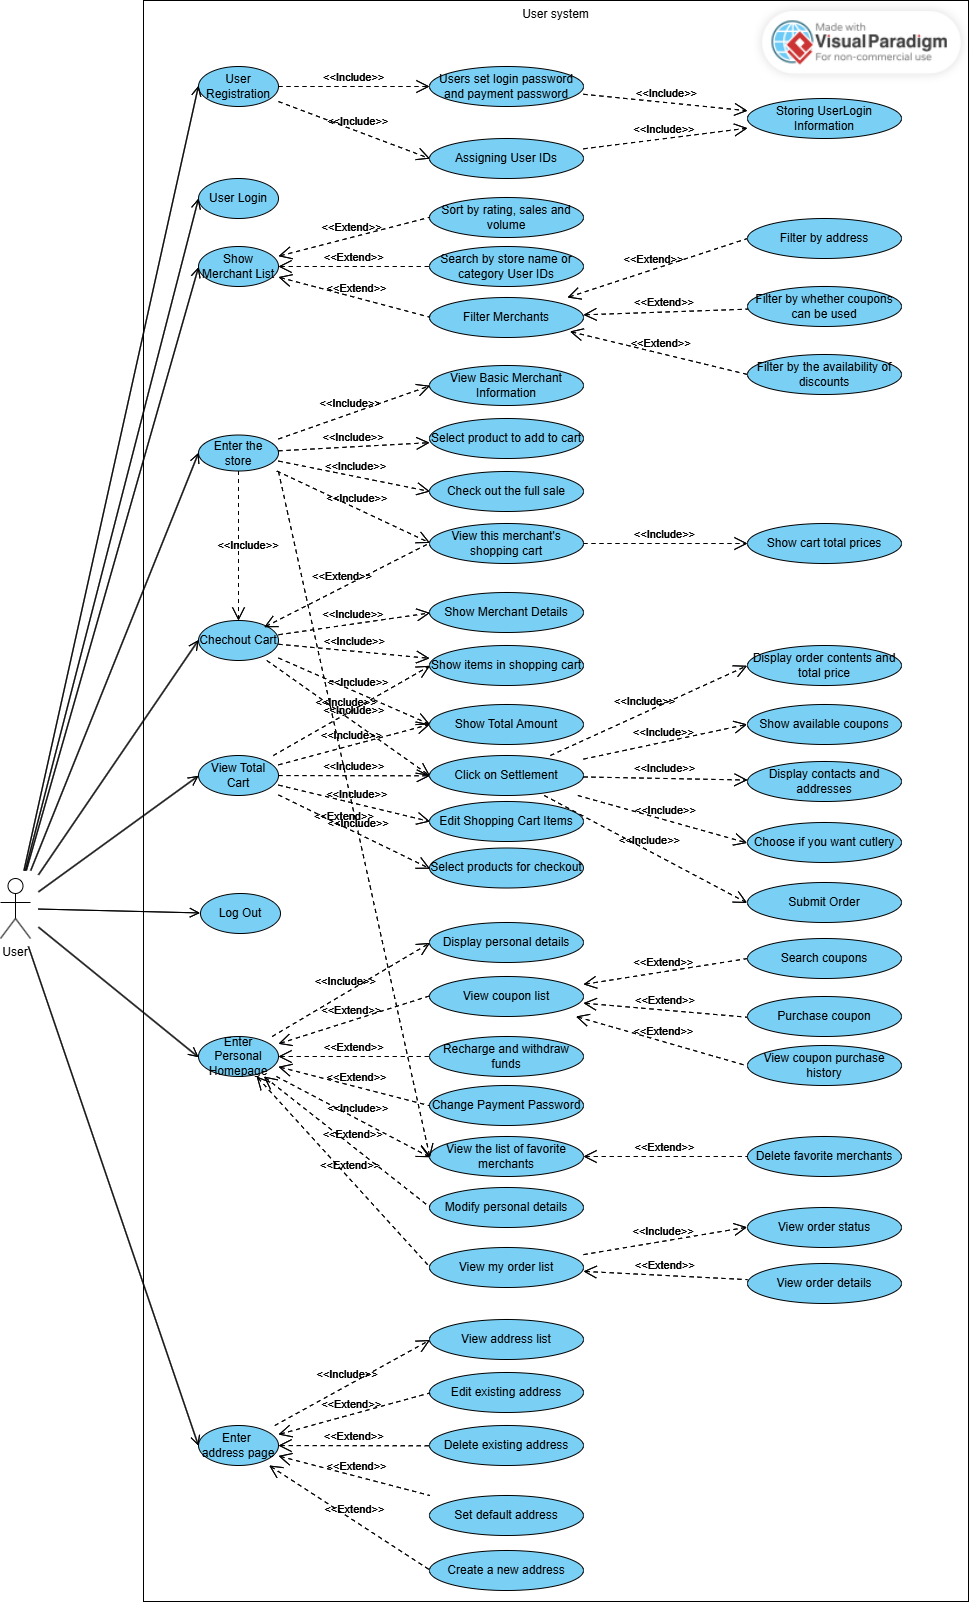 User system
Made with
VisualParadigm
For non-commercial use
User
Registration
<<Include>>
Users set login password
and payment password
<<Include>>
Storing UserLogin
Information
<<Include>>
Assigning User IDs
<<Include>>
User Login
Sort by rating, sales and
volume
<<Extend>>
Show
Merchant List
<<Extend>>
Search by store name or
category User IDs
<<Extend>>
Filter Merchants
<<Extend>>
Filter by address
<<Extend>>
Filter by whether coupons
can be used
<<Extend>>
Filter by the availability of
discounts
View Basic Merchant
Information
<<Include>>
Enter the
store
<<Include>>
Select product to add to cart
<<Include>>
Check out the full sale
<<Include>>
View this merchant's
shopping cart
<<Include>>
Show cart total prices
<<Include>>
<<Extend>>
Chechout Cart
<<Include>>
Show Merchant Details
<<Include>>
Show items in shopping cart
<<Include>>
<<Include>>
<<Include>>
Show Total Amount
<<Include>>
View Total
Cart
<<Include>>
Click on Settlement
<<Include>>
Display order contents and
total price
<<Include>>
Show available coupons
<<Include>>
Display contacts and
addresses
<<Include>>
Choose if you want cutlery
<<Include>>
Submit Order
<<Include>>
Edit Shopping Cart Items
<<Extend>>
<<Include>>
Select products for checkout
User
Log Out
Display personal details
<<Include>>
View coupon list
<<Extend>>
<<Extend>>
Search coupons
<<Extend>>
Purchase coupon
<<Extend>>
View coupon purchase
history
Enter
Personal
Homepage
<<Extend>>
Recharge and withdraw
funds
<<Extend>>
Change Payment Password
<<Include>>
View the list of favorite
merchants
<<Extend>>
Delete favorite merchants
<<Extend>>
Modify personal details
<<Extend>>
View my order list
<<Include>>
View order status
<<Extend>>
View order details
View address list
<<Include>>
Edit existing address
<<Extend>>
Enter
address page
<<Extend>>
Delete existing address
<<Extend>>
Set default address
<<Extend>>
Create a new address